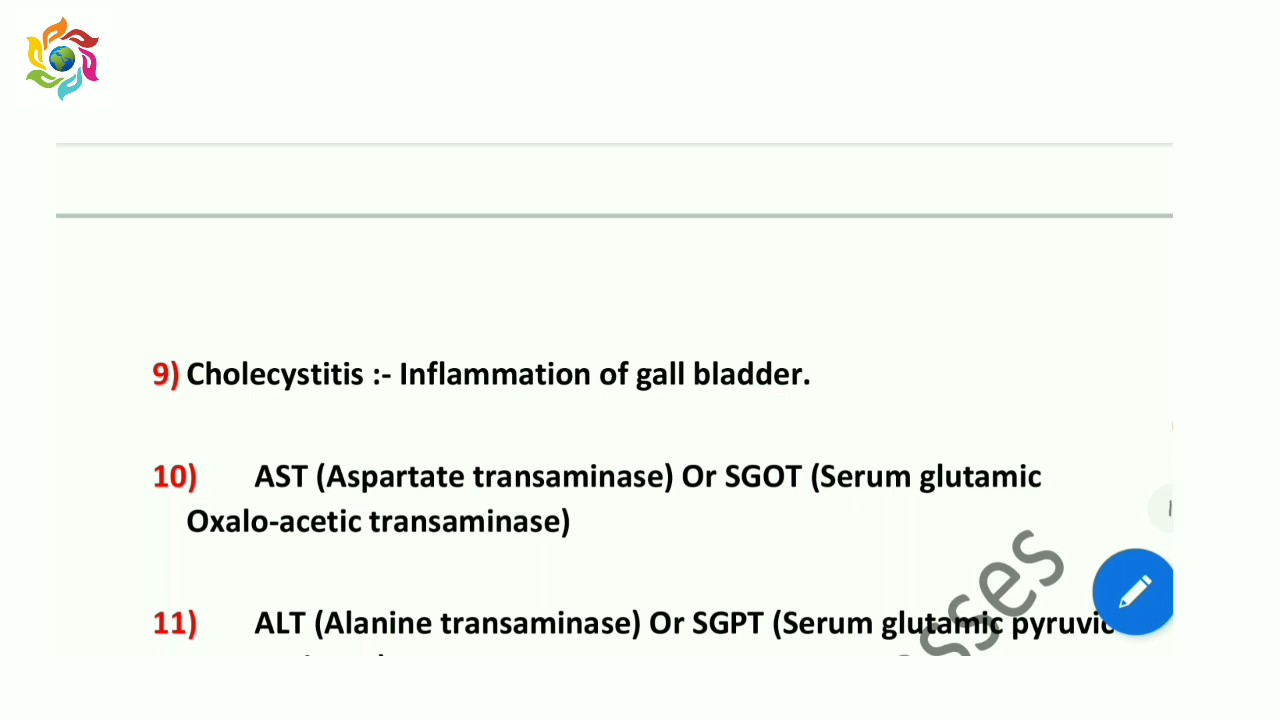 9) Cholecystitis :- Inflammation of gall bladder.
10) AST (Aspartate transaminase) Or SGOT (Serum glutamic
Oxalo-acetic transaminase)
11) ALT (Alanine transaminase) Or SGPT (Serum glutamic pyruvic